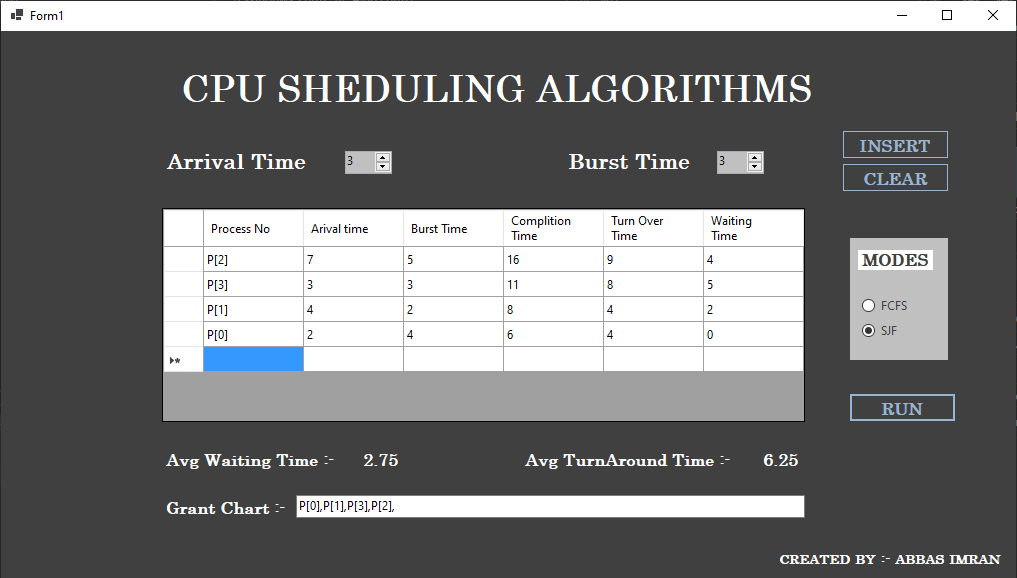 Form1
CPU SHEDULING ALGORITHMS
Arrival Time 3 Burst Time 3
INSERT
CLEAR
Process No Arival time Burst Time Complition Time Turn Over Time Waiting Time
P[2] 7 5 16 9 4
P[3] 3 3 11 8 5
P[1] 4 2 8 4 2
P[0] 2 4 6 4 0
MODES
FCFS
SJF
RUN
Avg Waiting Time :- 2.75 Avg TurnAround Time :- 6.25
Grant Chart :- P[0],P[1],P[3],P[2],
CREATED BY :- ABBAS IMRAN